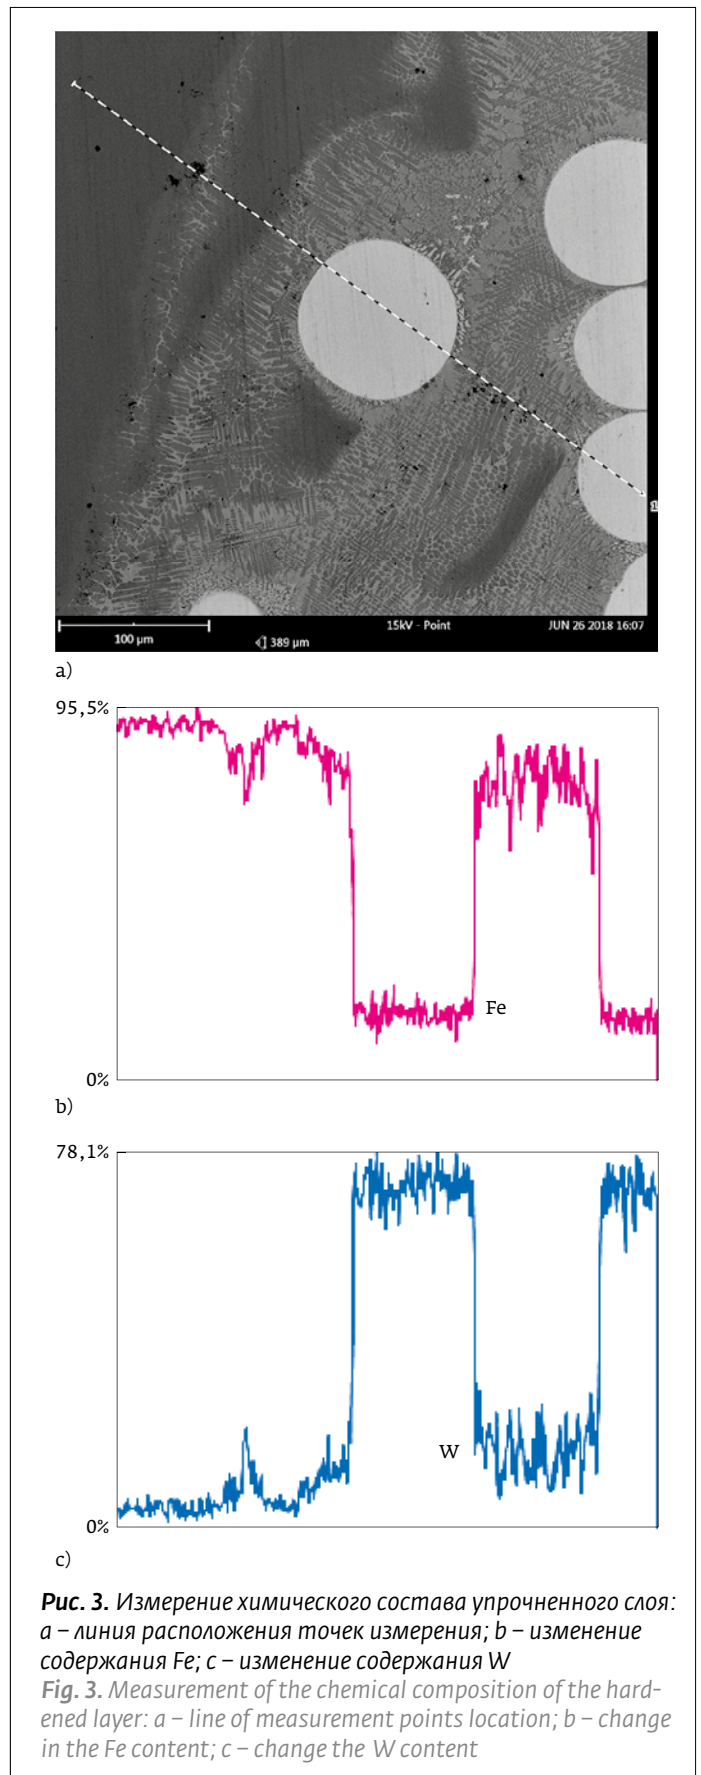 1
100 µm
389 µm
15kV - Point
JUN 26 2018 16:07
a)
95,5%
Fe
0%
b)
78,1%
W
0%
c)
Рис. 3. Измерение химического состава упрочненного слоя:
a – линия расположения точек измерения; b – изменение
содержания Fe; c – изменение содержания W
Fig. 3. Measurement of the chemical composition of the hard-
ened layer: a – line of measurement points location; b – change
in the Fe content; c – change the W content